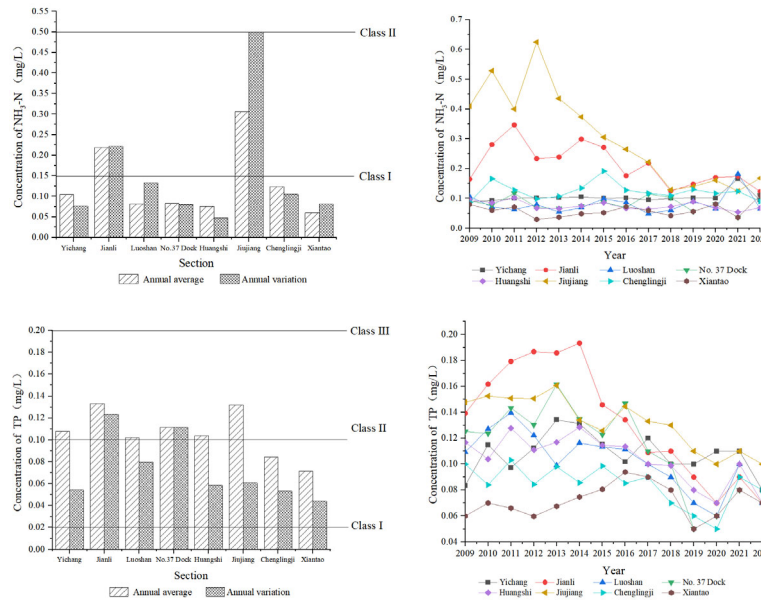 Class II
Class I
0.50
0.45
0.40
0.35
0.30
0.25
0.20
0.15
0.10
0.05
0.00
Concentration of NH3-N (mg/L)
Yichang Jianli Luoshan No.37 Dock Huangshi Jiujiang Chenglingji Xiantao
Section
Annual average Annual variation
0.7
0.6
0.5
0.4
0.3
0.2
0.1
0.0
Concentration of NH3-N (mg/L)
2009 2010 2011 2012 2013 2014 2015 2016 2017 2018 2019 2020 2021
Year
Yichang Jianli Luoshan No. 37 Dock
Huangshi Jiujiang Chenglingji Xiantao
Class III
Class II
Class I
0.20
0.18
0.16
0.14
0.12
0.10
0.08
0.06
0.04
0.02
0.00
Concentration of TP (mg/L)
Yichang Jianli Luoshan No.37 Dock Huangshi Jiujiang Chenglingji Xiantao
Section
Annual average Annual variation
0.20
0.18
0.16
0.14
0.12
0.10
0.08
0.06
0.04
Concentration of TP (mg/L)
2009 2010 2011 2012 2013 2014 2015 2016 2017 2018 2019 2020 2021
Year
Yichang Jianli Luoshan No. 37 Dock
Huangshi Jiujiang Chenglingji Xiantao